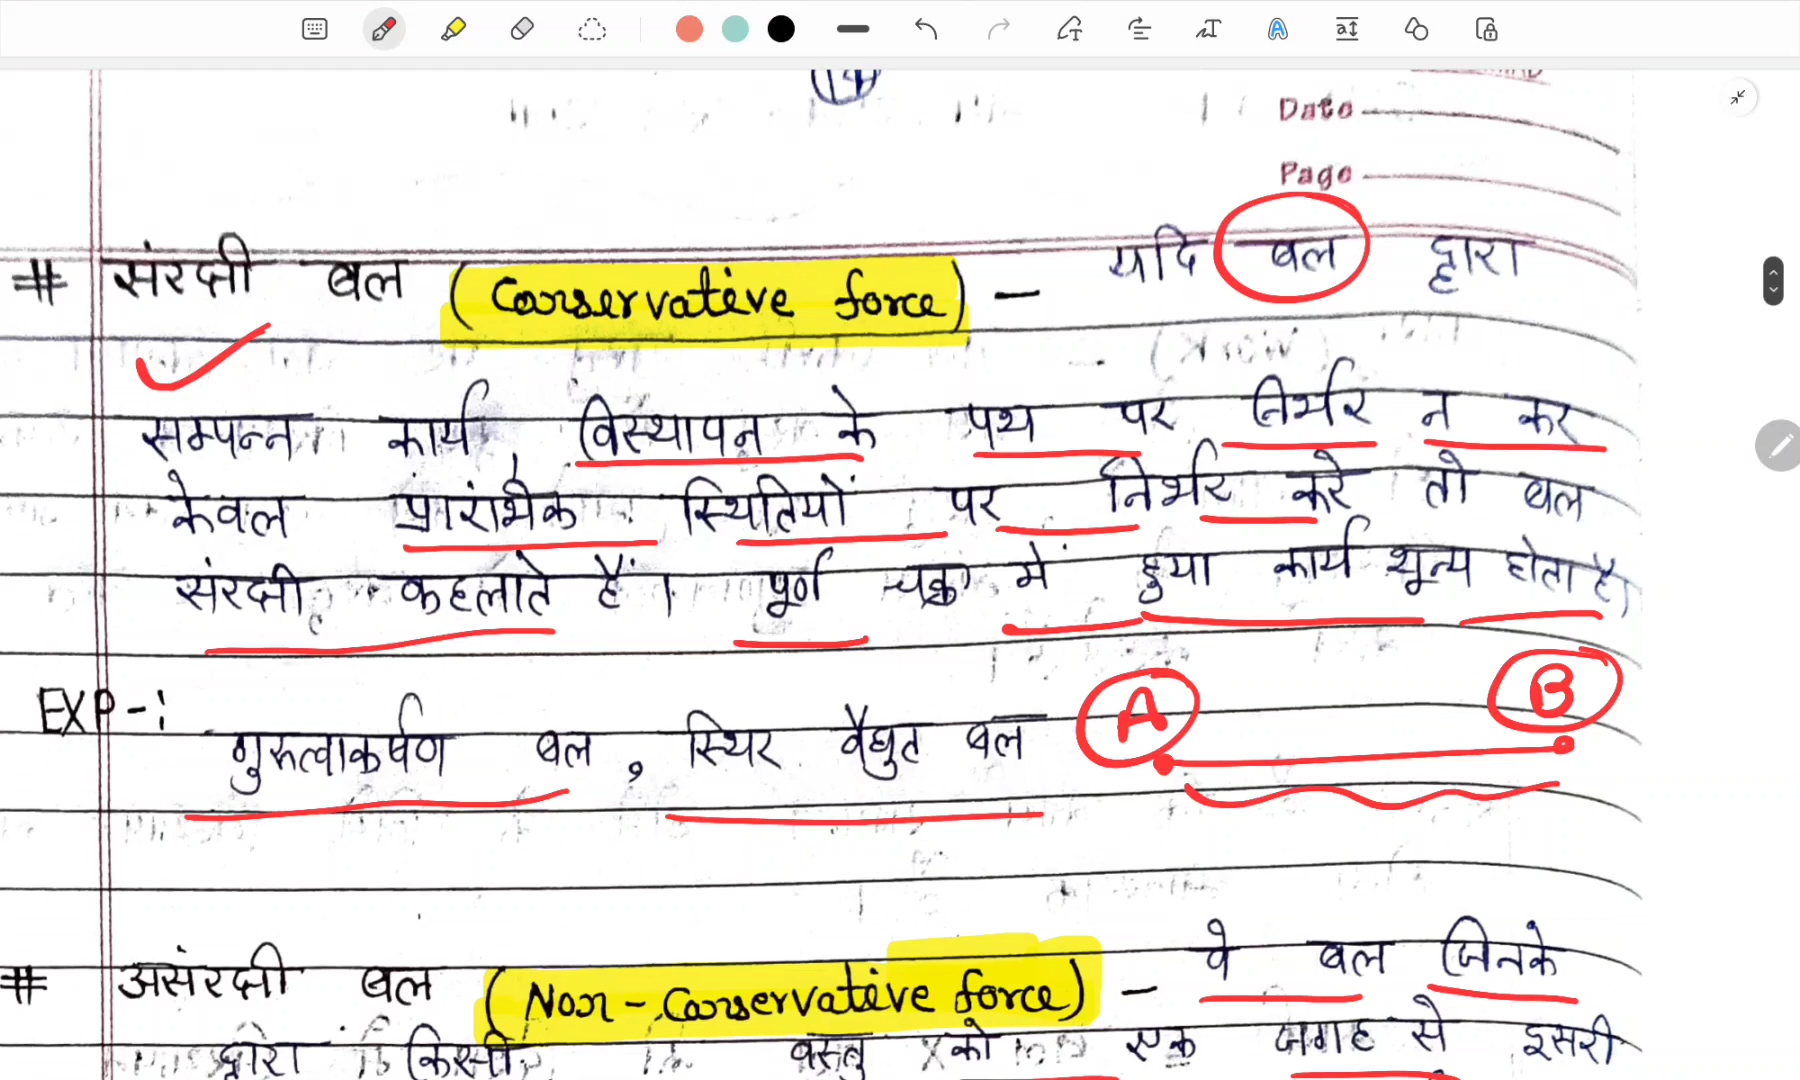 Date
Page
# संरक्षी बल (Conservative force) — यदि बल द्वारा
सम्पन्न कार्य विस्थापन के पथ पर निर्भर न कर
केवल प्रारंभिक स्थितियों पर निर्भर करे तो बल
संरक्षी कहलाते हैं। पूर्ण चक्र में हुया कार्य शून्य होता है।
A B
EXP-:
गुरुत्वाकर्षण बल, स्थिर वैद्युत बल
# असंरक्षी बल (Non-Conservative force) — वे बल जिनके
द्वारा किसी वस्तु को एक जगह से दूसरी